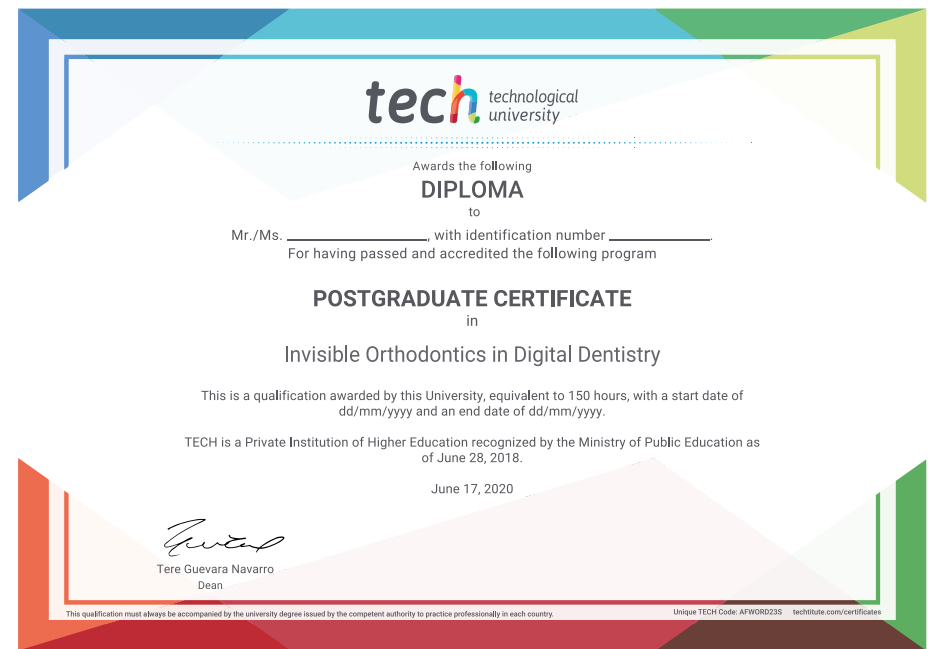 tech technological
university
Awards the following
DIPLOMA
to
Mr./Ms. ____________________, with identification number ______________.
For having passed and accredited the following program
POSTGRADUATE CERTIFICATE
in
Invisible Orthodontics in Digital Dentistry
This is a qualification awarded by this University, equivalent to 150 hours, with a start date of
dd/mm/yyyy and an end date of dd/mm/yyyy.
TECH is a Private Institution of Higher Education recognized by the Ministry of Public Education as
of June 28, 2018.
June 17, 2020
Tere Guevara Navarro
Dean
This qualification must always be accompanied by the university degree issued by the competent authority to practice professionally in each country.
Unique TECH Code: AFWORD23S techtitute.com/certificates